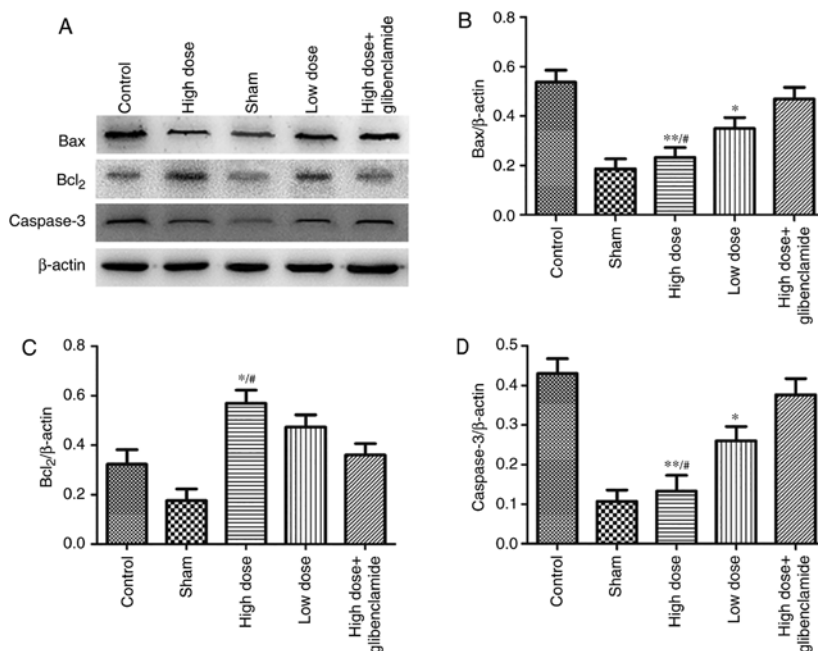 A
Control
High dose
Sham
Low dose
High dose+
glibenclamide
Bax
Bcl₂
Caspase-3
β-actin
B
Bax/β-actin
0.6
0.4
0.2
0.0
**/#
*
Control
Sham
High dose
Low dose
High dose+
glibenclamide
C
Bcl₂/β-actin
0.8
0.6
0.4
0.2
0.0
*/#
Control
Sham
High dose
Low dose
High dose+
glibenclamide
D
Caspase-3/β-actin
0.5
0.4
0.3
0.2
0.1
0.0
**/#
*
Control
Sham
High dose
Low dose
High dose+
glibenclamide